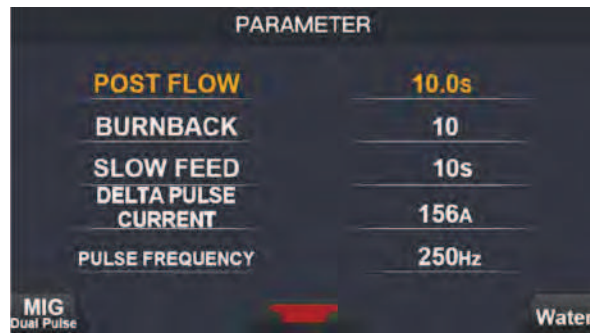 PARAMETER
POST FLOW 10.0s
BURNBACK 10
SLOW FEED 10s
DELTA PULSE
CURRENT 156A
PULSE FREQUENCY 250Hz
MIG
Dual Pulse
Water